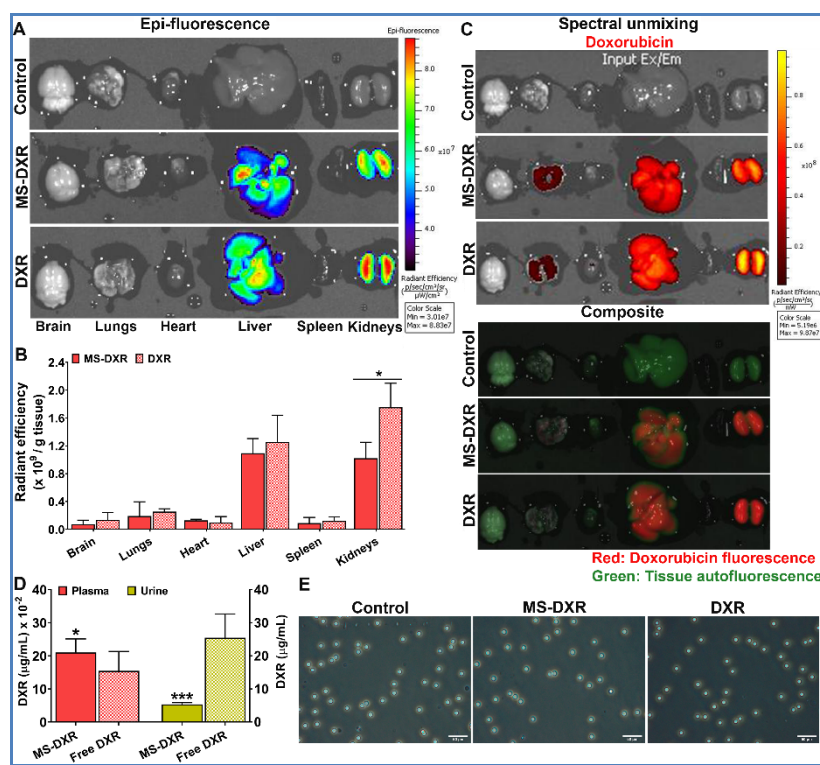 A
Epi-fluorescence
Epi-fluorescence
Control
MS-DXR
DXR
8.0
7.0
6.0
x10⁷
5.0
4.0
Radiant Efficiency
(p/sec/cm²/sr / µW/cm²)
Color Scale
Min = 3.01e7
Max = 8.83e7
Brain Lungs Heart Liver Spleen Kidneys
B
MS-DXR DXR
Radiant efficiency
(x 10⁹ / g tissue)
2.4
2.0
1.6
1.2
0.8
0.4
0.0
*
Brain
Lungs
Heart
Liver
Spleen
Kidneys
C
Spectral unmixing
Doxorubicin
Input Ex/Em
Control
MS-DXR
DXR
0.8
0.6
x10⁸
0.4
0.2
Radiant Efficiency
Color Scale
Min = 5.19e6
Max = 9.87e7
Composite
Control
MS-DXR
DXR
Red: Doxorubicin fluorescence
Green: Tissue autofluorescence
D
Plasma Urine
DXR (µg/mL) x 10⁻²
40
30
20
10
0
*
***
MS-DXR
Free DXR
MS-DXR
Free DXR
40
30
20
10
0
DXR (µg/mL)
E
Control
MS-DXR
DXR